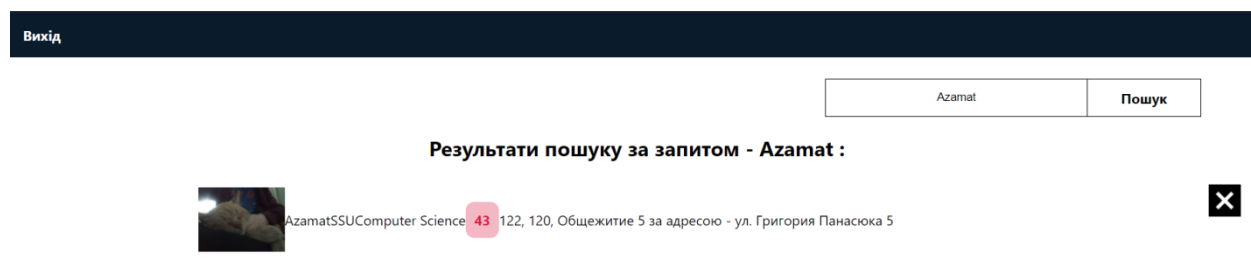 Вихід
Azamat Пошук
Результати пошуку за запитом - Azamat :
AzamatSSUComputer Science 43 122, 120, Общежитие 5 за адресою - ул. Григория Панасюка 5